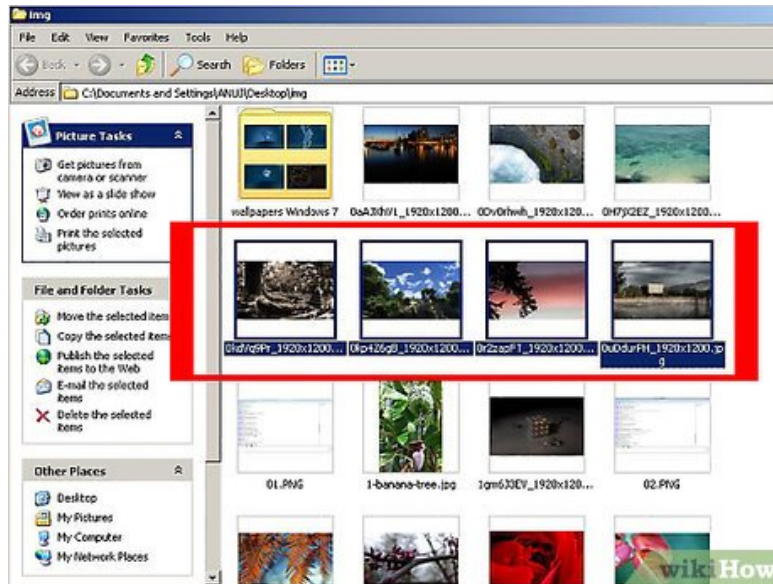 img
File Edit View Favorites Tools Help
Back Search Folders
Address C:\Documents and Settings\ANUJ\Desktop\img
Picture Tasks
Get pictures from
camera or scanner
View as a slide show
Order prints online
Print the selected
pictures
File and Folder Tasks
Move the selected item
Copy the selected item
Publish the selected
items to the Web
E-mail the selected
items
Delete the selected
items
Other Places
Desktop
My Pictures
My Computer
My Network Places
wallpapers Windows 7
01.PNG 1-banana-tree.jpg 02.PNG
wikiHow